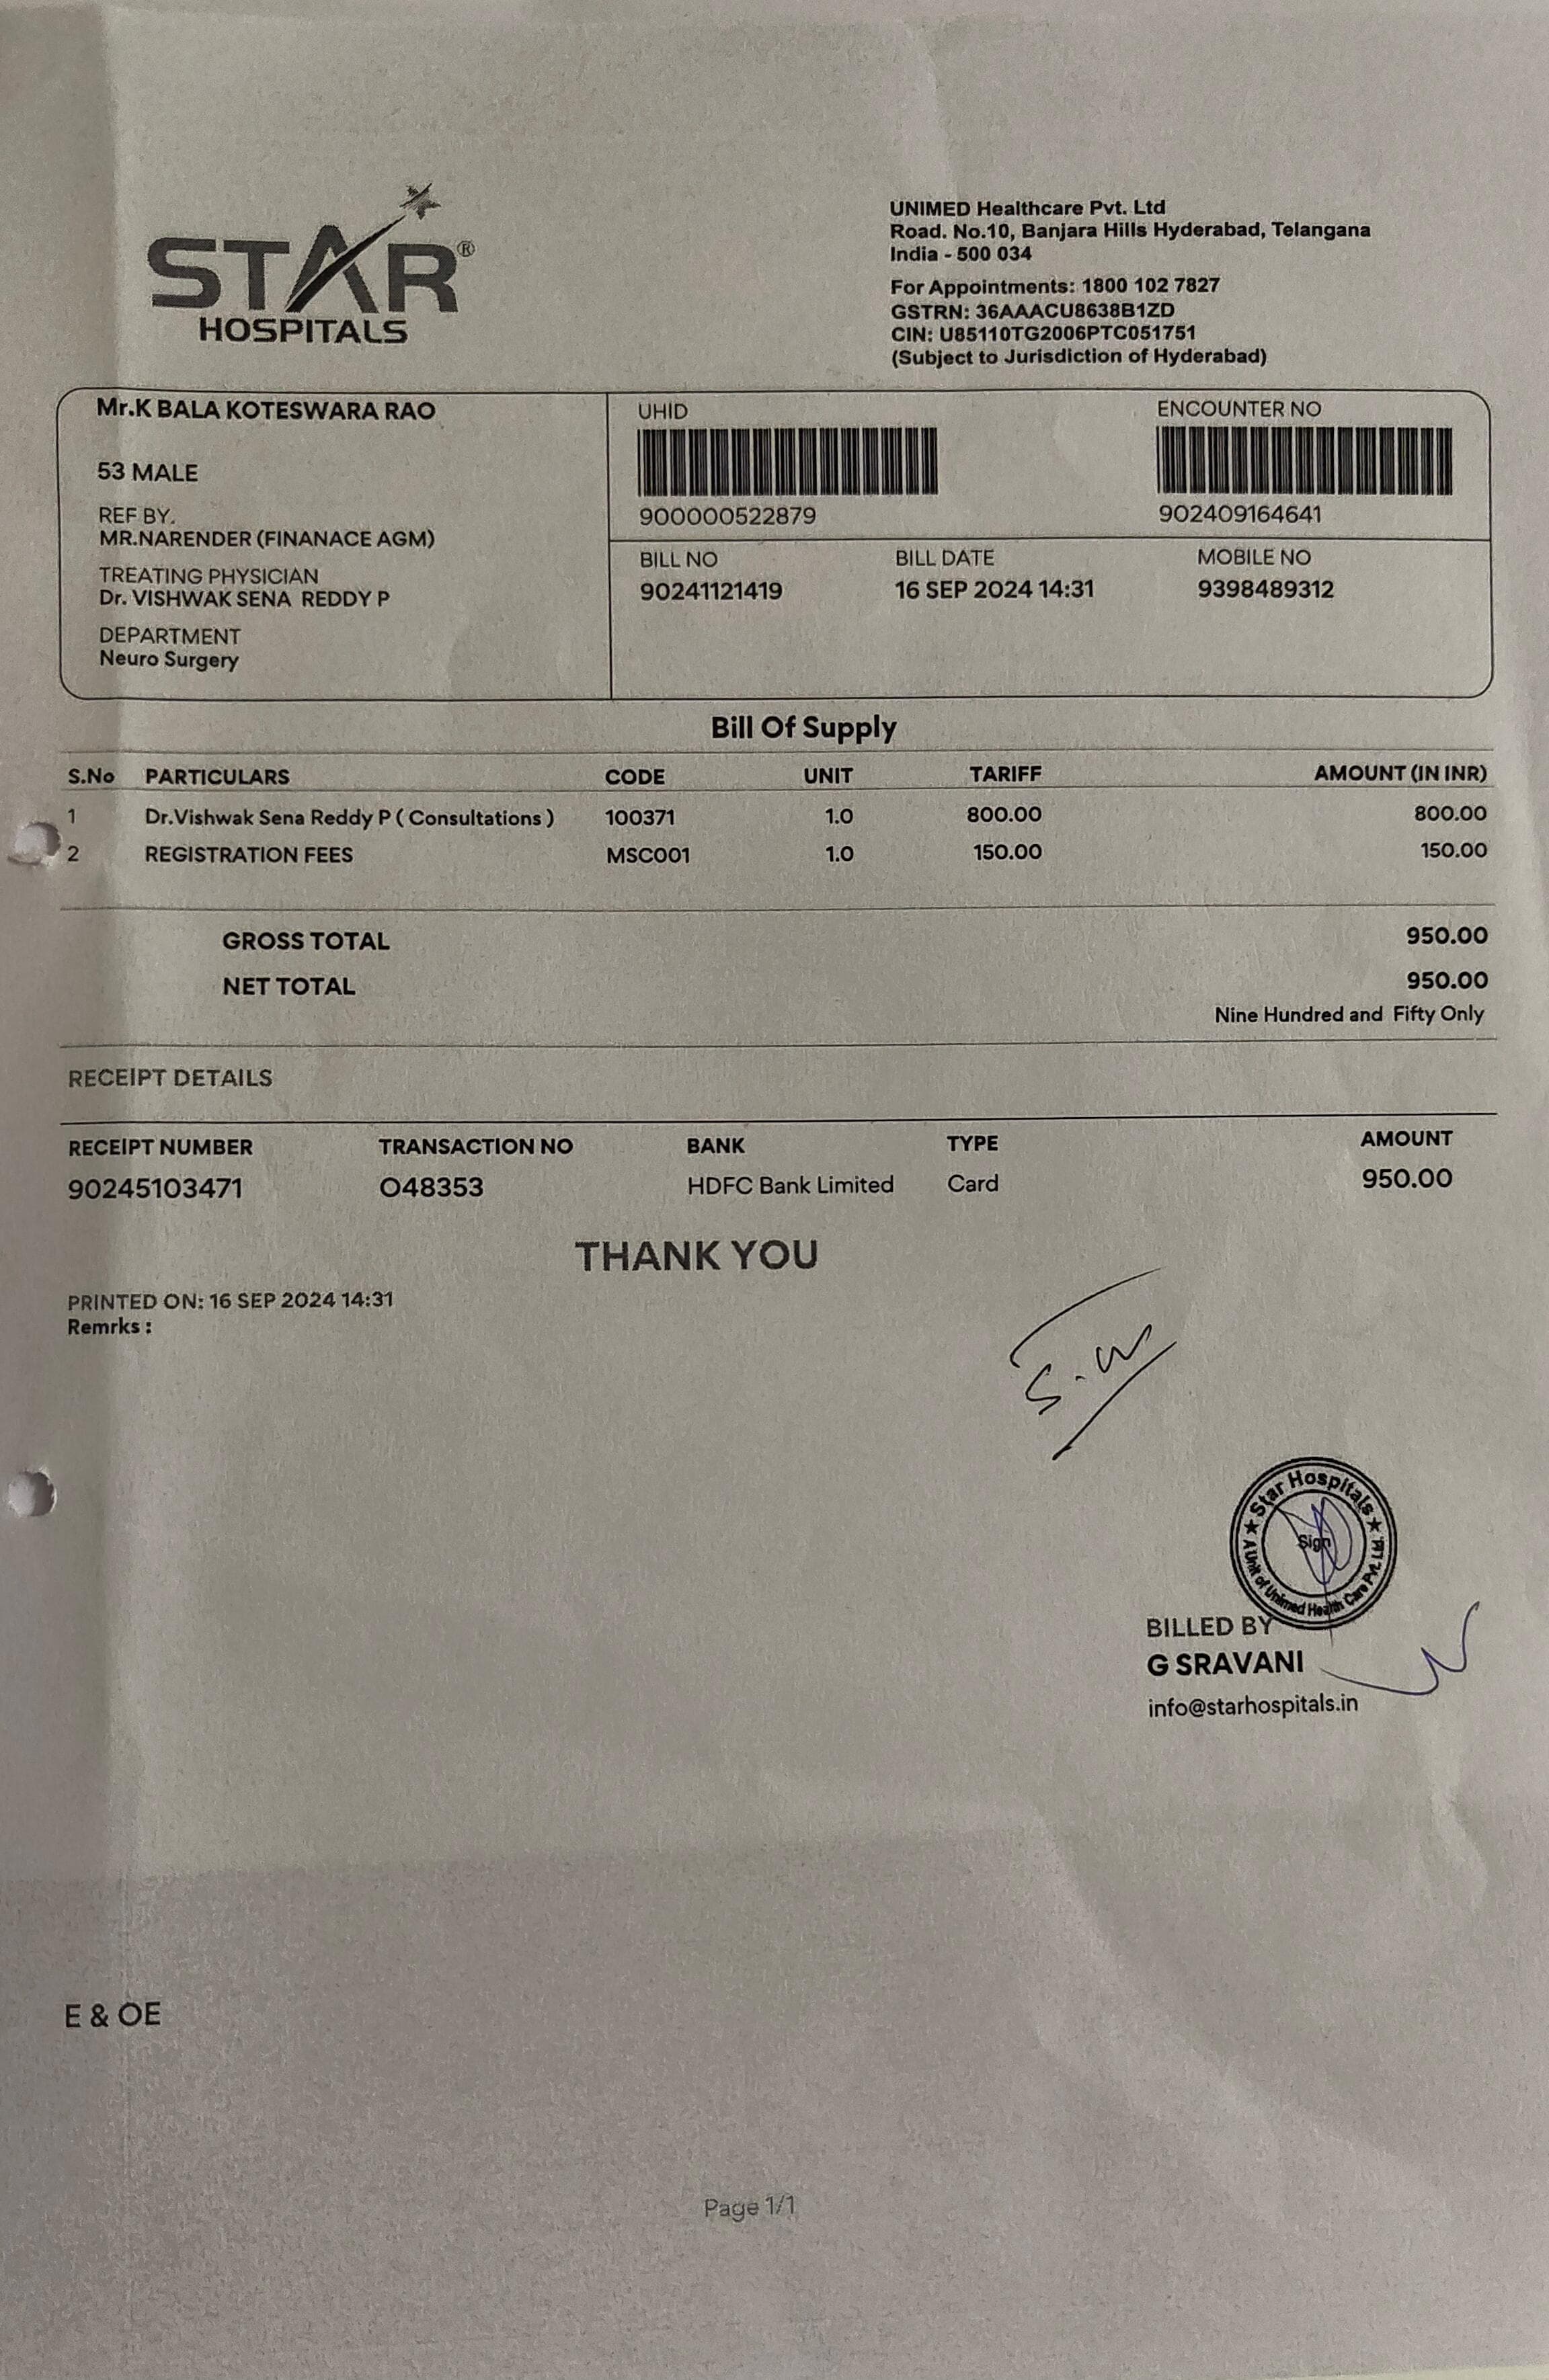 STAR®
HOSPITALS
UNIMED Healthcare Pvt. Ltd
Road. No.10, Banjara Hills Hyderabad, Telangana
India - 500 034
For Appointments: 1800 102 7827
GSTRN: 36AAACU8638B1ZD
CIN: U85110TG2006PTC051751
(Subject to Jurisdiction of Hyderabad)
Mr.K BALA KOTESWARA RAO
53 MALE
REF BY.
MR.NARENDER (FINANACE AGM)
TREATING PHYSICIAN
Dr. VISHWAK SENA REDDY P
DEPARTMENT
Neuro Surgery
UHID ENCOUNTER NO
900000522879 902409164641
BILL NO BILL DATE MOBILE NO
90241121419 16 SEP 2024 14:31 9398489312
Bill Of Supply
S.No PARTICULARS CODE UNIT TARIFF AMOUNT (IN INR)
1 Dr.Vishwak Sena Reddy P ( Consultations ) 100371 1.0 800.00 800.00
2 REGISTRATION FEES MSC001 1.0 150.00 150.00
GROSS TOTAL 950.00
NET TOTAL 950.00
Nine Hundred and Fifty Only
RECEIPT DETAILS
RECEIPT NUMBER TRANSACTION NO BANK TYPE AMOUNT
90245103471 O48353 HDFC Bank Limited Card 950.00
THANK YOU
PRINTED ON: 16 SEP 2024 14:31
Remrks :
Star Hospitals
Sign
A Unit of Unimed Health Care Pvt. Ltd.
BILLED BY
G SRAVANI
info@starhospitals.in
E & OE
Page 1/1